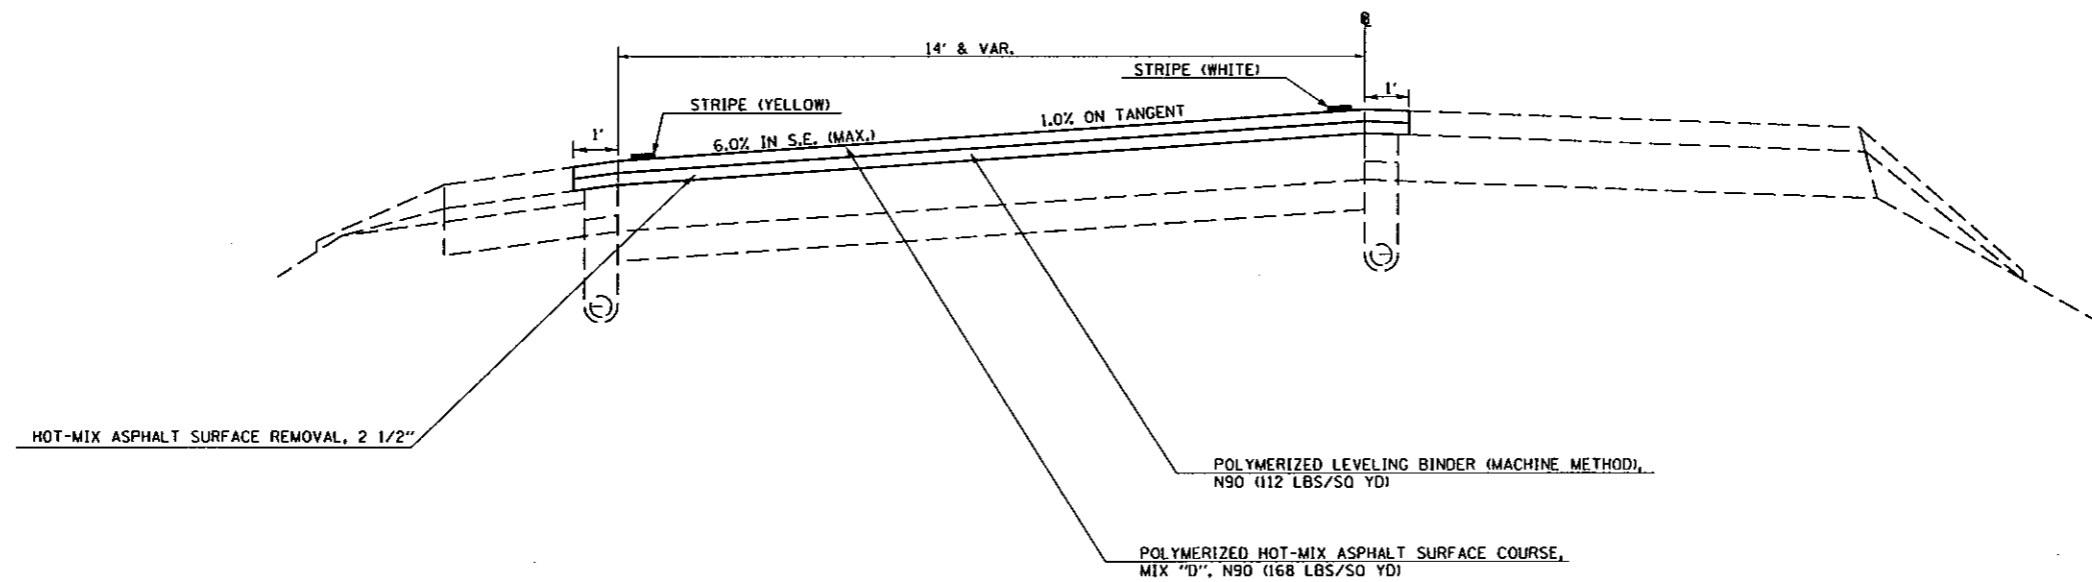 ℄
14' & VAR.
STRIPE (WHITE)
1'
STRIPE (YELLOW)
1.0% ON TANGENT
1'
6.0% IN S.E. (MAX.)
HOT-MIX ASPHALT SURFACE REMOVAL, 2 1/2"
POLYMERIZED LEVELING BINDER (MACHINE METHOD),
N90 (112 LBS/SQ YD)
POLYMERIZED HOT-MIX ASPHALT SURFACE COURSE,
MIX "D", N90 (168 LBS/SQ YD)